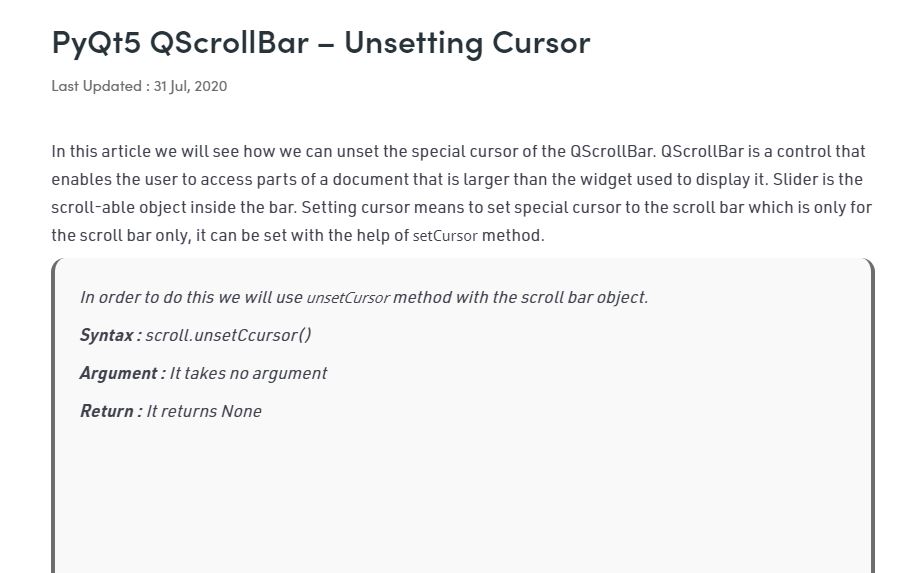 PyQt5 QScrollBar – Unsetting Cursor
Last Updated : 31 Jul, 2020
In this article we will see how we can unset the special cursor of the QScrollBar. QScrollBar is a control that
enables the user to access parts of a document that is larger than the widget used to display it. Slider is the
scroll-able object inside the bar. Setting cursor means to set special cursor to the scroll bar which is only for
the scroll bar only, it can be set with the help of setCursor method.
In order to do this we will use unsetCursor method with the scroll bar object.
Syntax : scroll.unsetCcursor()
Argument : It takes no argument
Return : It returns None